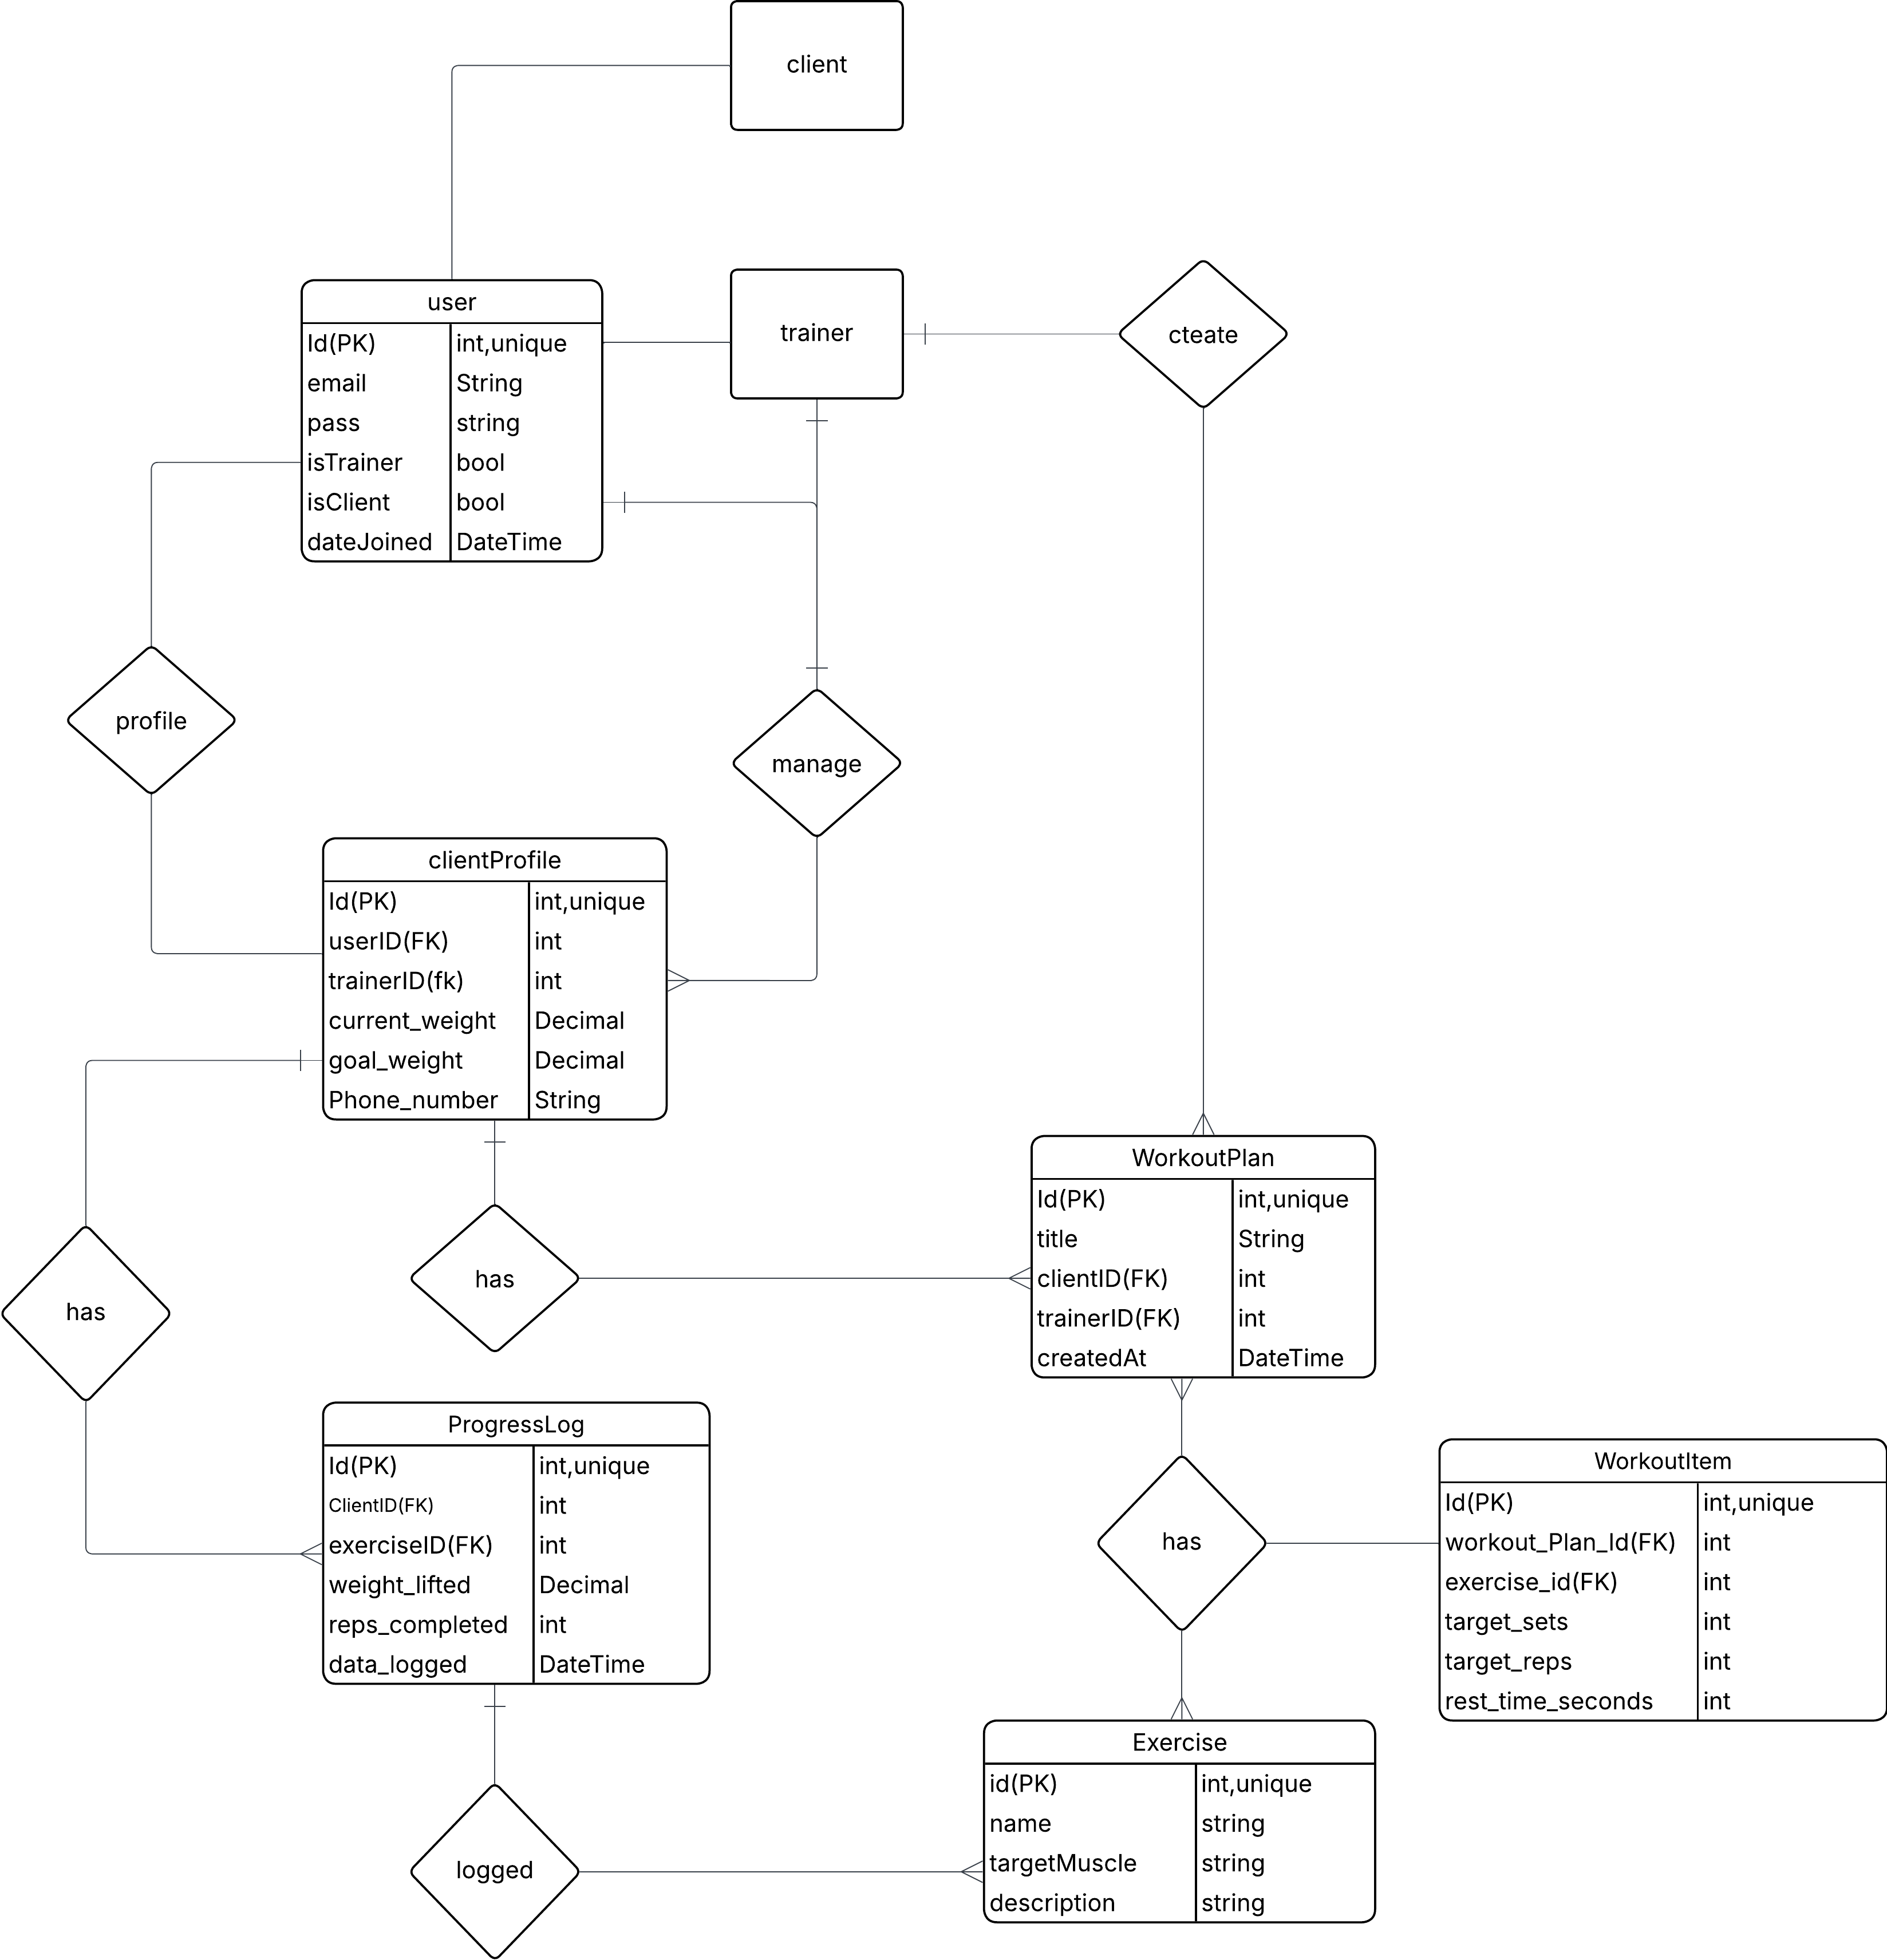 client
user
Id(PK) int,unique
email String
pass string
isTrainer bool
isClient bool
dateJoined DateTime
trainer
cteate
profile
manage
clientProfile
Id(PK) int,unique
userID(FK) int
trainerID(fk) int
current_weight Decimal
goal_weight Decimal
Phone_number String
has
has
WorkoutPlan
Id(PK) int,unique
title String
clientID(FK) int
trainerID(FK) int
createdAt DateTime
ProgressLog
Id(PK) int,unique
ClientID(FK) int
exerciseID(FK) int
weight_lifted Decimal
reps_completed int
data_logged DateTime
has
WorkoutItem
Id(PK) int,unique
workout_Plan_Id(FK) int
exercise_id(FK) int
target_sets int
target_reps int
rest_time_seconds int
logged
Exercise
id(PK) int,unique
name string
targetMuscle string
description string